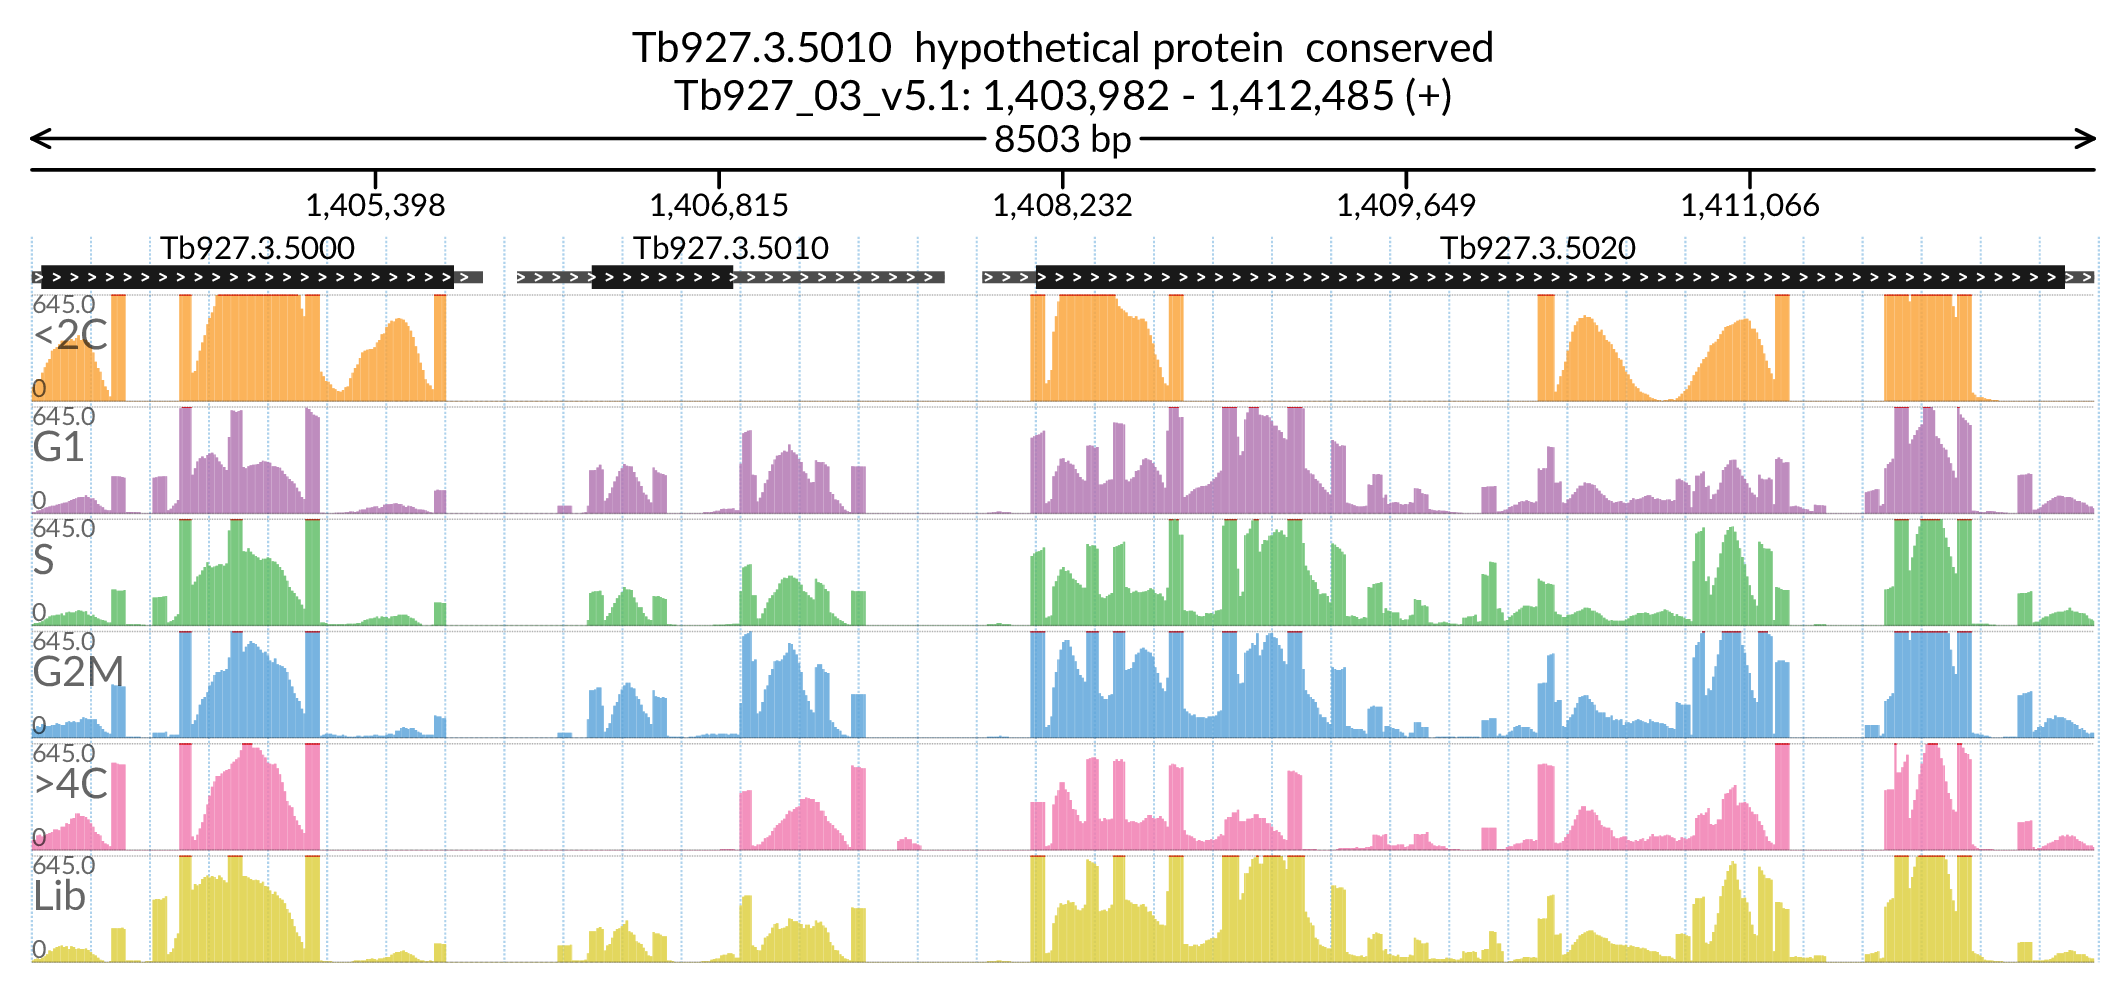 Tb927.3.5010  hypothetical protein  conserved
Tb927_03_v5.1: 1,403,982 - 1,412,485 (+)
8503 bp
1,405,398 1,406,815 1,408,232 1,409,649 1,411,066
Tb927.3.5000 Tb927.3.5010 Tb927.3.5020
645.0
<2C
0
645.0
G1
0
645.0
S
0
645.0
G2M
0
645.0
>4C
0
645.0
Lib
0